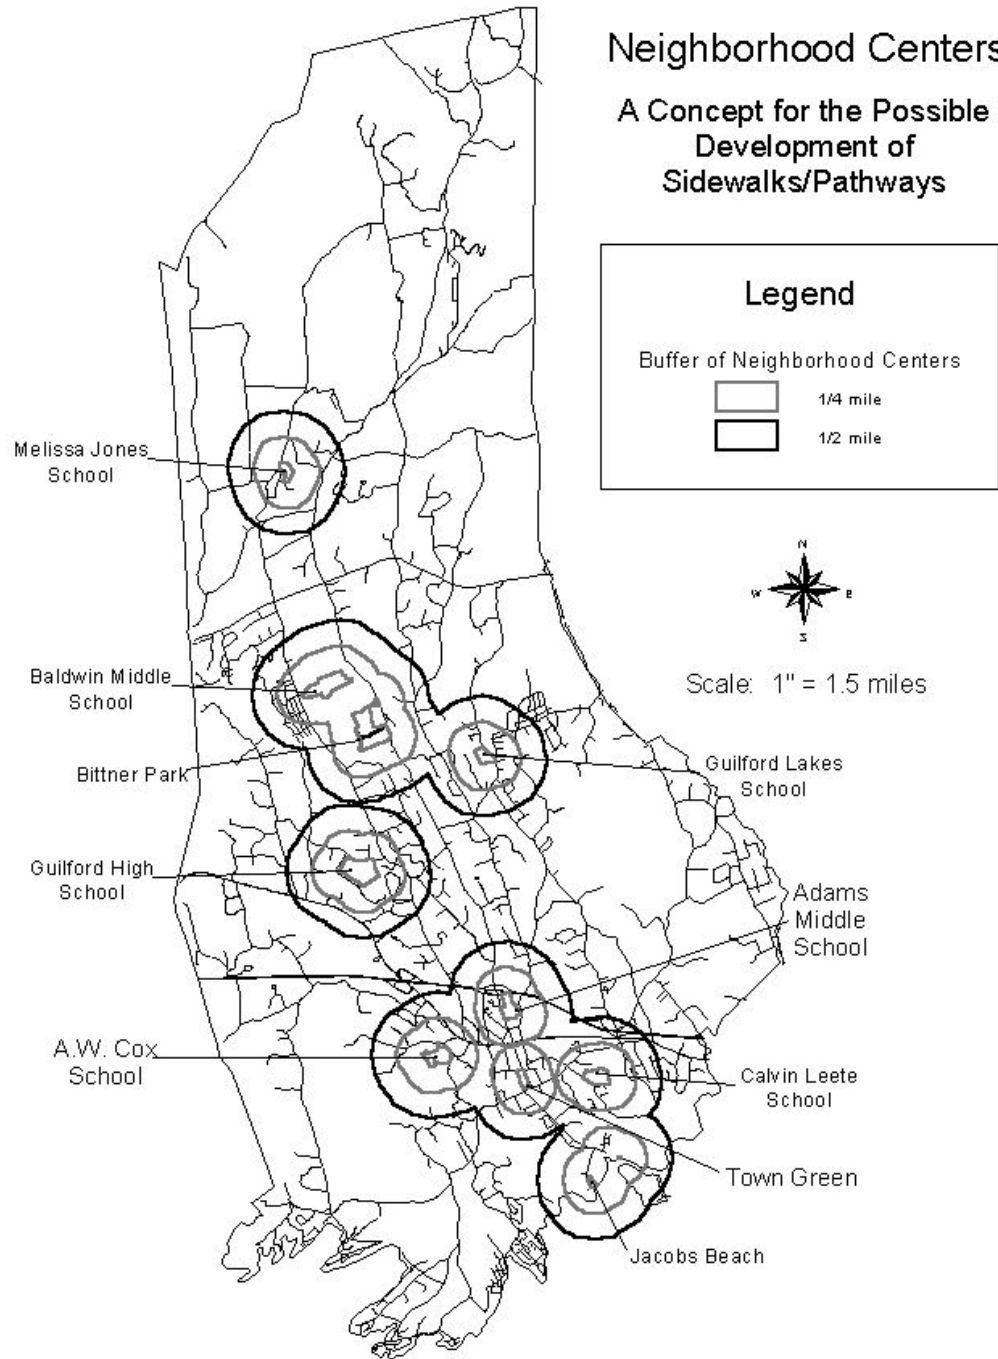 Neighborhood Centers
A Concept for the Possible
Development of
Sidewalks/Pathways
Legend
Buffer of Neighborhood Centers
1/4 mile
1/2 mile
N
W
E
S
Scale: 1" = 1.5 miles
Melissa Jones
School
Baldwin Middle
School
Bittner Park
Guilford Lakes
School
Guilford High
School
Adams
Middle
School
A.W. Cox
School
Calvin Leete
School
Town Green
Jacobs Beach